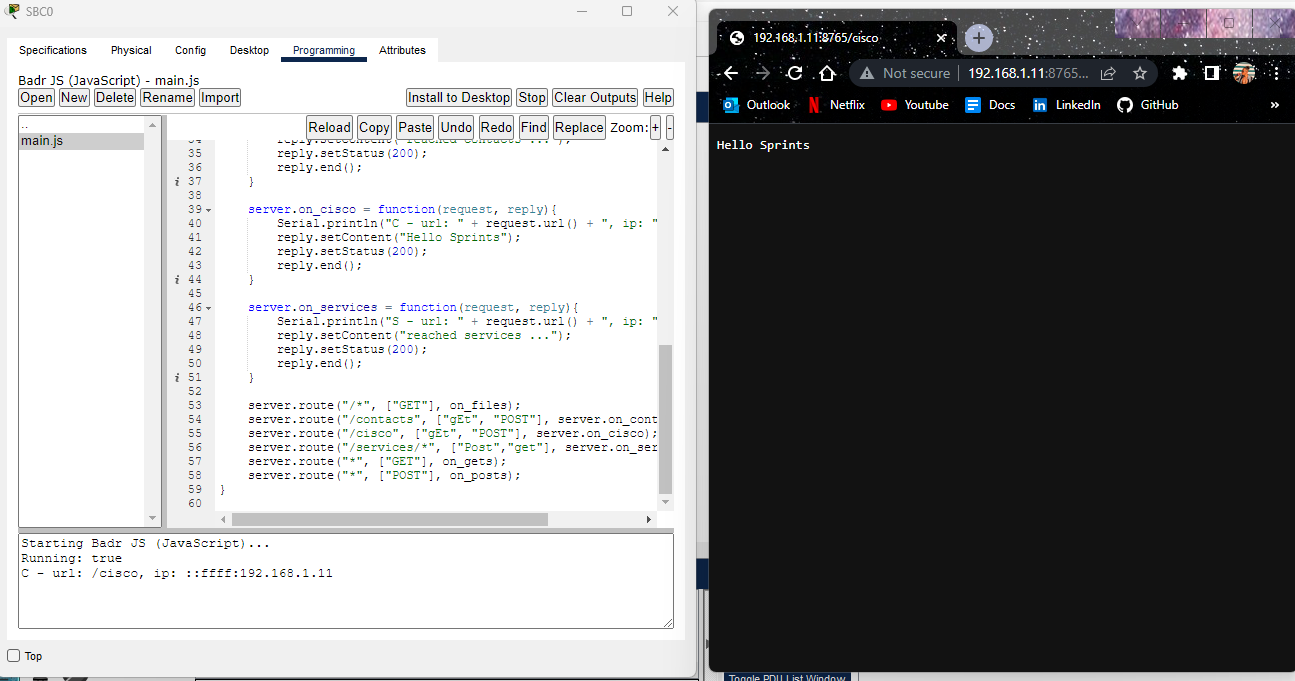 SBC0
Specifications Physical Config Desktop Programming Attributes
Badr JS (JavaScript) - main.js
Open New Delete Rename Import Install to Desktop Stop Clear Outputs Help
..
main.js
Reload Copy Paste Undo Redo Find Replace Zoom: + -
34 reply.setContent("reached contacts ...");
35 reply.setStatus(200);
36 reply.end();
i 37 }
38
39 server.on_cisco = function(request, reply){
40 Serial.println("C - url: " + request.url() + ", ip: "
41 reply.setContent("Hello Sprints");
42 reply.setStatus(200);
43 reply.end();
i 44 }
45
46 server.on_services = function(request, reply){
47 Serial.println("S - url: " + request.url() + ", ip: "
48 reply.setContent("reached services ...");
49 reply.setStatus(200);
50 reply.end();
i 51 }
52
53 server.route("/*", ["GET"], on_files);
54 server.route("/contacts", ["gEt", "POST"], server.on_cont
55 server.route("/cisco", ["gEt", "POST"], server.on_cisco);
56 server.route("/services/*", ["Post","get"], server.on_ser
57 server.route("*", ["GET"], on_gets);
58 server.route("*", ["POST"], on_posts);
59 }
60
Starting Badr JS (JavaScript)...
Running: true
C - url: /cisco, ip: ::ffff:192.168.1.11
Top
192.168.1.11:8765/cisco
Not secure 192.168.1.11:8765...
Outlook Netflix Youtube Docs LinkedIn GitHub »
Hello Sprints
Toggle PDU List Window